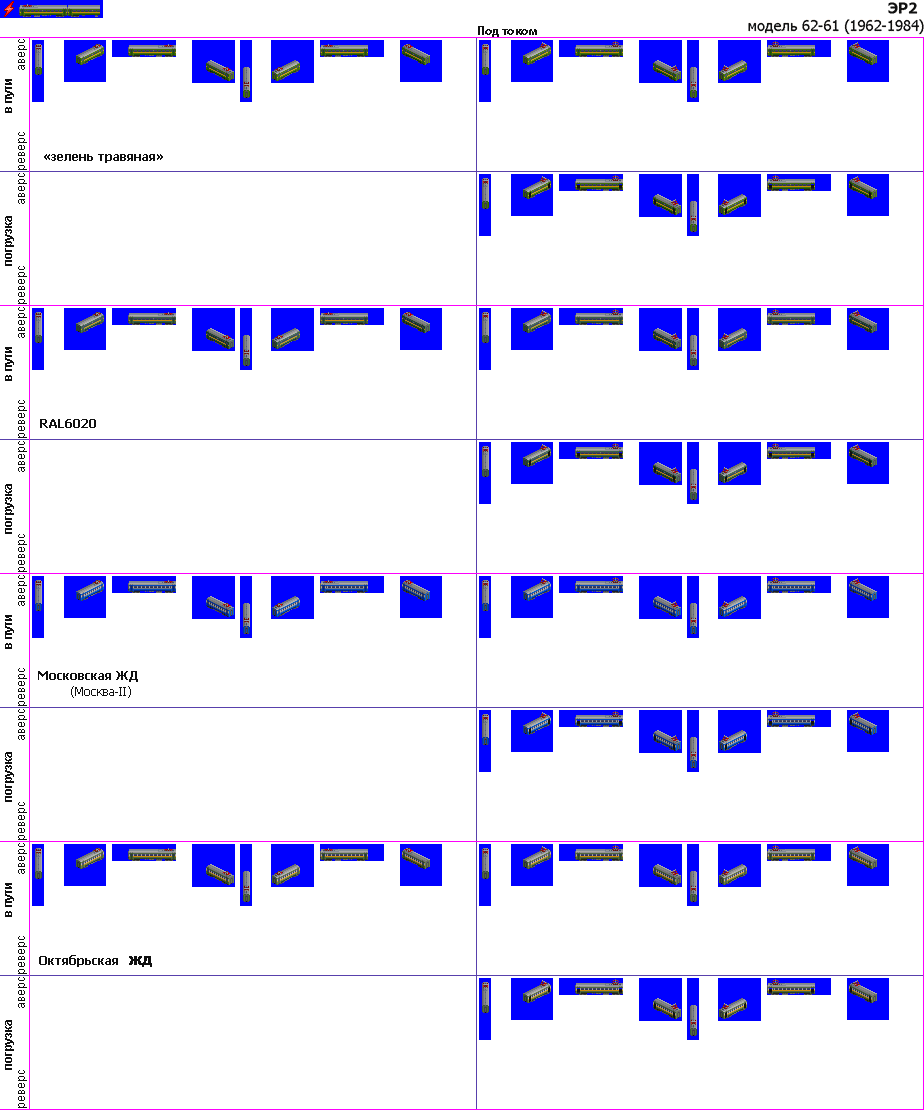 ЭР2
модель 62-61 (1962-1984)
Под током
аверс
в пути
реверс
«зелень травяная»
аверс
погрузка
реверс
аверс
в пути
реверс
RAL6020
аверс
погрузка
реверс
аверс
в пути
реверс
Московская ЖД
(Москва-II)
аверс
погрузка
реверс
аверс
в пути
реверс
Октябрьская ЖД
аверс
погрузка
реверс